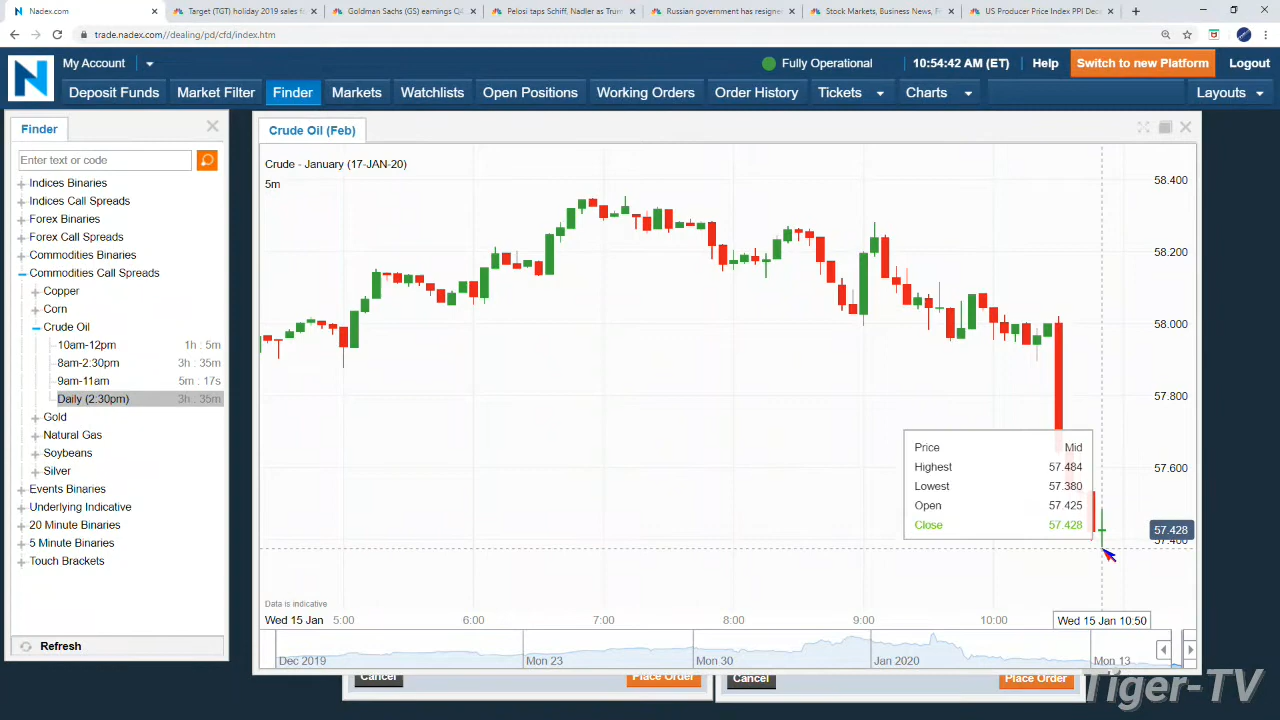 Nadex.com
Target (TGT) holiday 2019 sales f
Goldman Sachs (GS) earnings Q4
Pelosi taps Schiff, Nadler as Trum
Russian government has resigne
Stock Markets, Business News, F
US Producer Price Index PPI Dec
trade.nadex.com/dealing/pd/cfd/index.htm
N
My Account
Fully Operational
10:54:42 AM (ET)
Help
Switch to new Platform
Logout
Deposit Funds
Market Filter
Finder
Markets
Watchlists
Open Positions
Working Orders
Order History
Tickets
Charts
Layouts
Finder
Enter text or code
Indices Binaries
Indices Call Spreads
Forex Binaries
Forex Call Spreads
Commodities Binaries
Commodities Call Spreads
Copper
Corn
Crude Oil
10am-12pm 1h : 5m
8am-2.30pm 3h : 35m
9am-11am 5m : 17s
Daily (2:30pm) 3h : 35m
Gold
Natural Gas
Soybeans
Silver
Events Binaries
Underlying Indicative
20 Minute Binaries
5 Minute Binaries
Touch Brackets
Refresh
Crude Oil (Feb)
Crude - January (17-JAN-20)
5m
58.400
58.200
58.000
57.800
57.600
57.400
57.428
Price Mid
Highest 57.484
Lowest 57.380
Open 57.425
Close 57.428
Data is indicative
Wed 15 Jan 5:00 6:00 7:00 8:00 9:00 10:00 Wed 15 Jan 10:50
Dec 2019 Mon 23 Mon 30 Jan 2020 Mon 13
Cancel Place Order Cancel Place Order
Tiger-TV